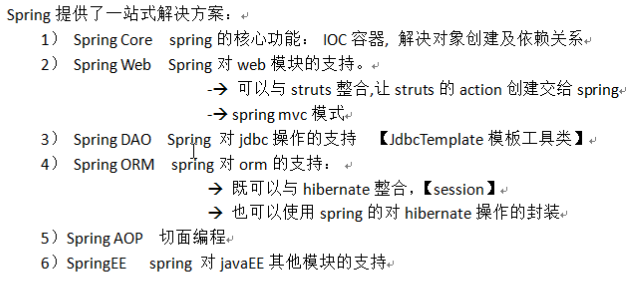 Spring 提供了一站式解决方案：
1） Spring Core spring 的核心功能： IOC 容器, 解决对象创建及依赖关系
2） Spring Web Spring 对 web 模块的支持。
-→ 可以与 struts 整合,让 struts 的 action 创建交给 spring
-→ spring mvc 模式
3） Spring DAO Spring 对 jdbc 操作的支持 【JdbcTemplate 模板工具类】
4） Spring ORM spring 对 orm 的支持：
→ 既可以与 hibernate 整合，【session】
→ 也可以使用 spring 的对 hibernate 操作的封装
5）Spring AOP 切面编程
6）SpringEE spring 对 javaEE 其他模块的支持